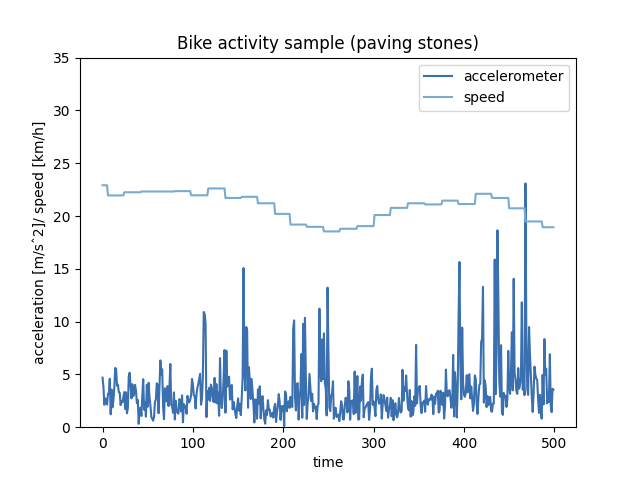 Bike activity sample (paving stones)
accelerometer
speed
acceleration [m/s^2]/ speed [km/h]
35
30
25
20
15
10
5
0
0 100 200 300 400 500
time